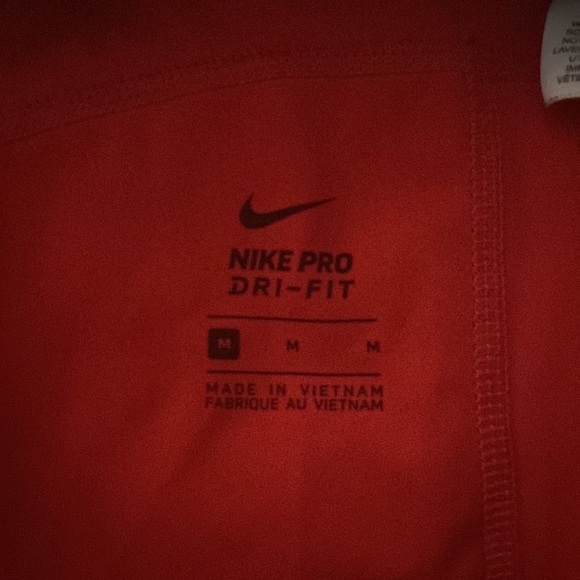 NIKE PRO
DRI-FIT
M M M
MADE IN VIETNAM
FABRIQUE AU VIETNAM